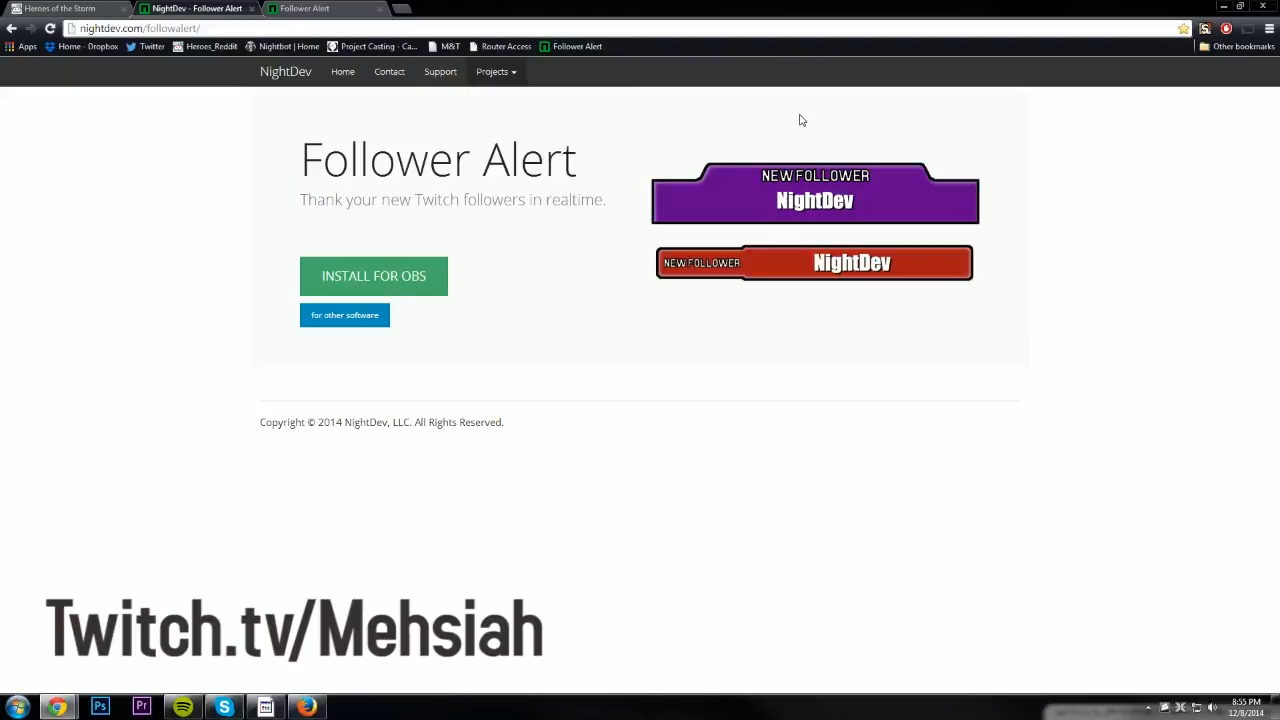 Heroes of the Storm
NightDev - Follower Alert
Follower Alert
nightdev.com/followalert/
Apps
Home - Dropbox
Twitter
Heroes_Reddit
Nightbot | Home
Project Casting - Ca...
M&T
Router Access
Follower Alert
Other bookmarks
NightDev
Home
Contact
Support
Projects
Follower Alert
Thank your new Twitch followers in realtime.
INSTALL FOR OBS
for other software
NEW FOLLOWER
NightDev
NEW FOLLOWER
NightDev
Copyright © 2014 NightDev, LLC. All Rights Reserved.
Twitch.tv/Mehsiah
Ps
Pr
8:55 PM
12/8/2014